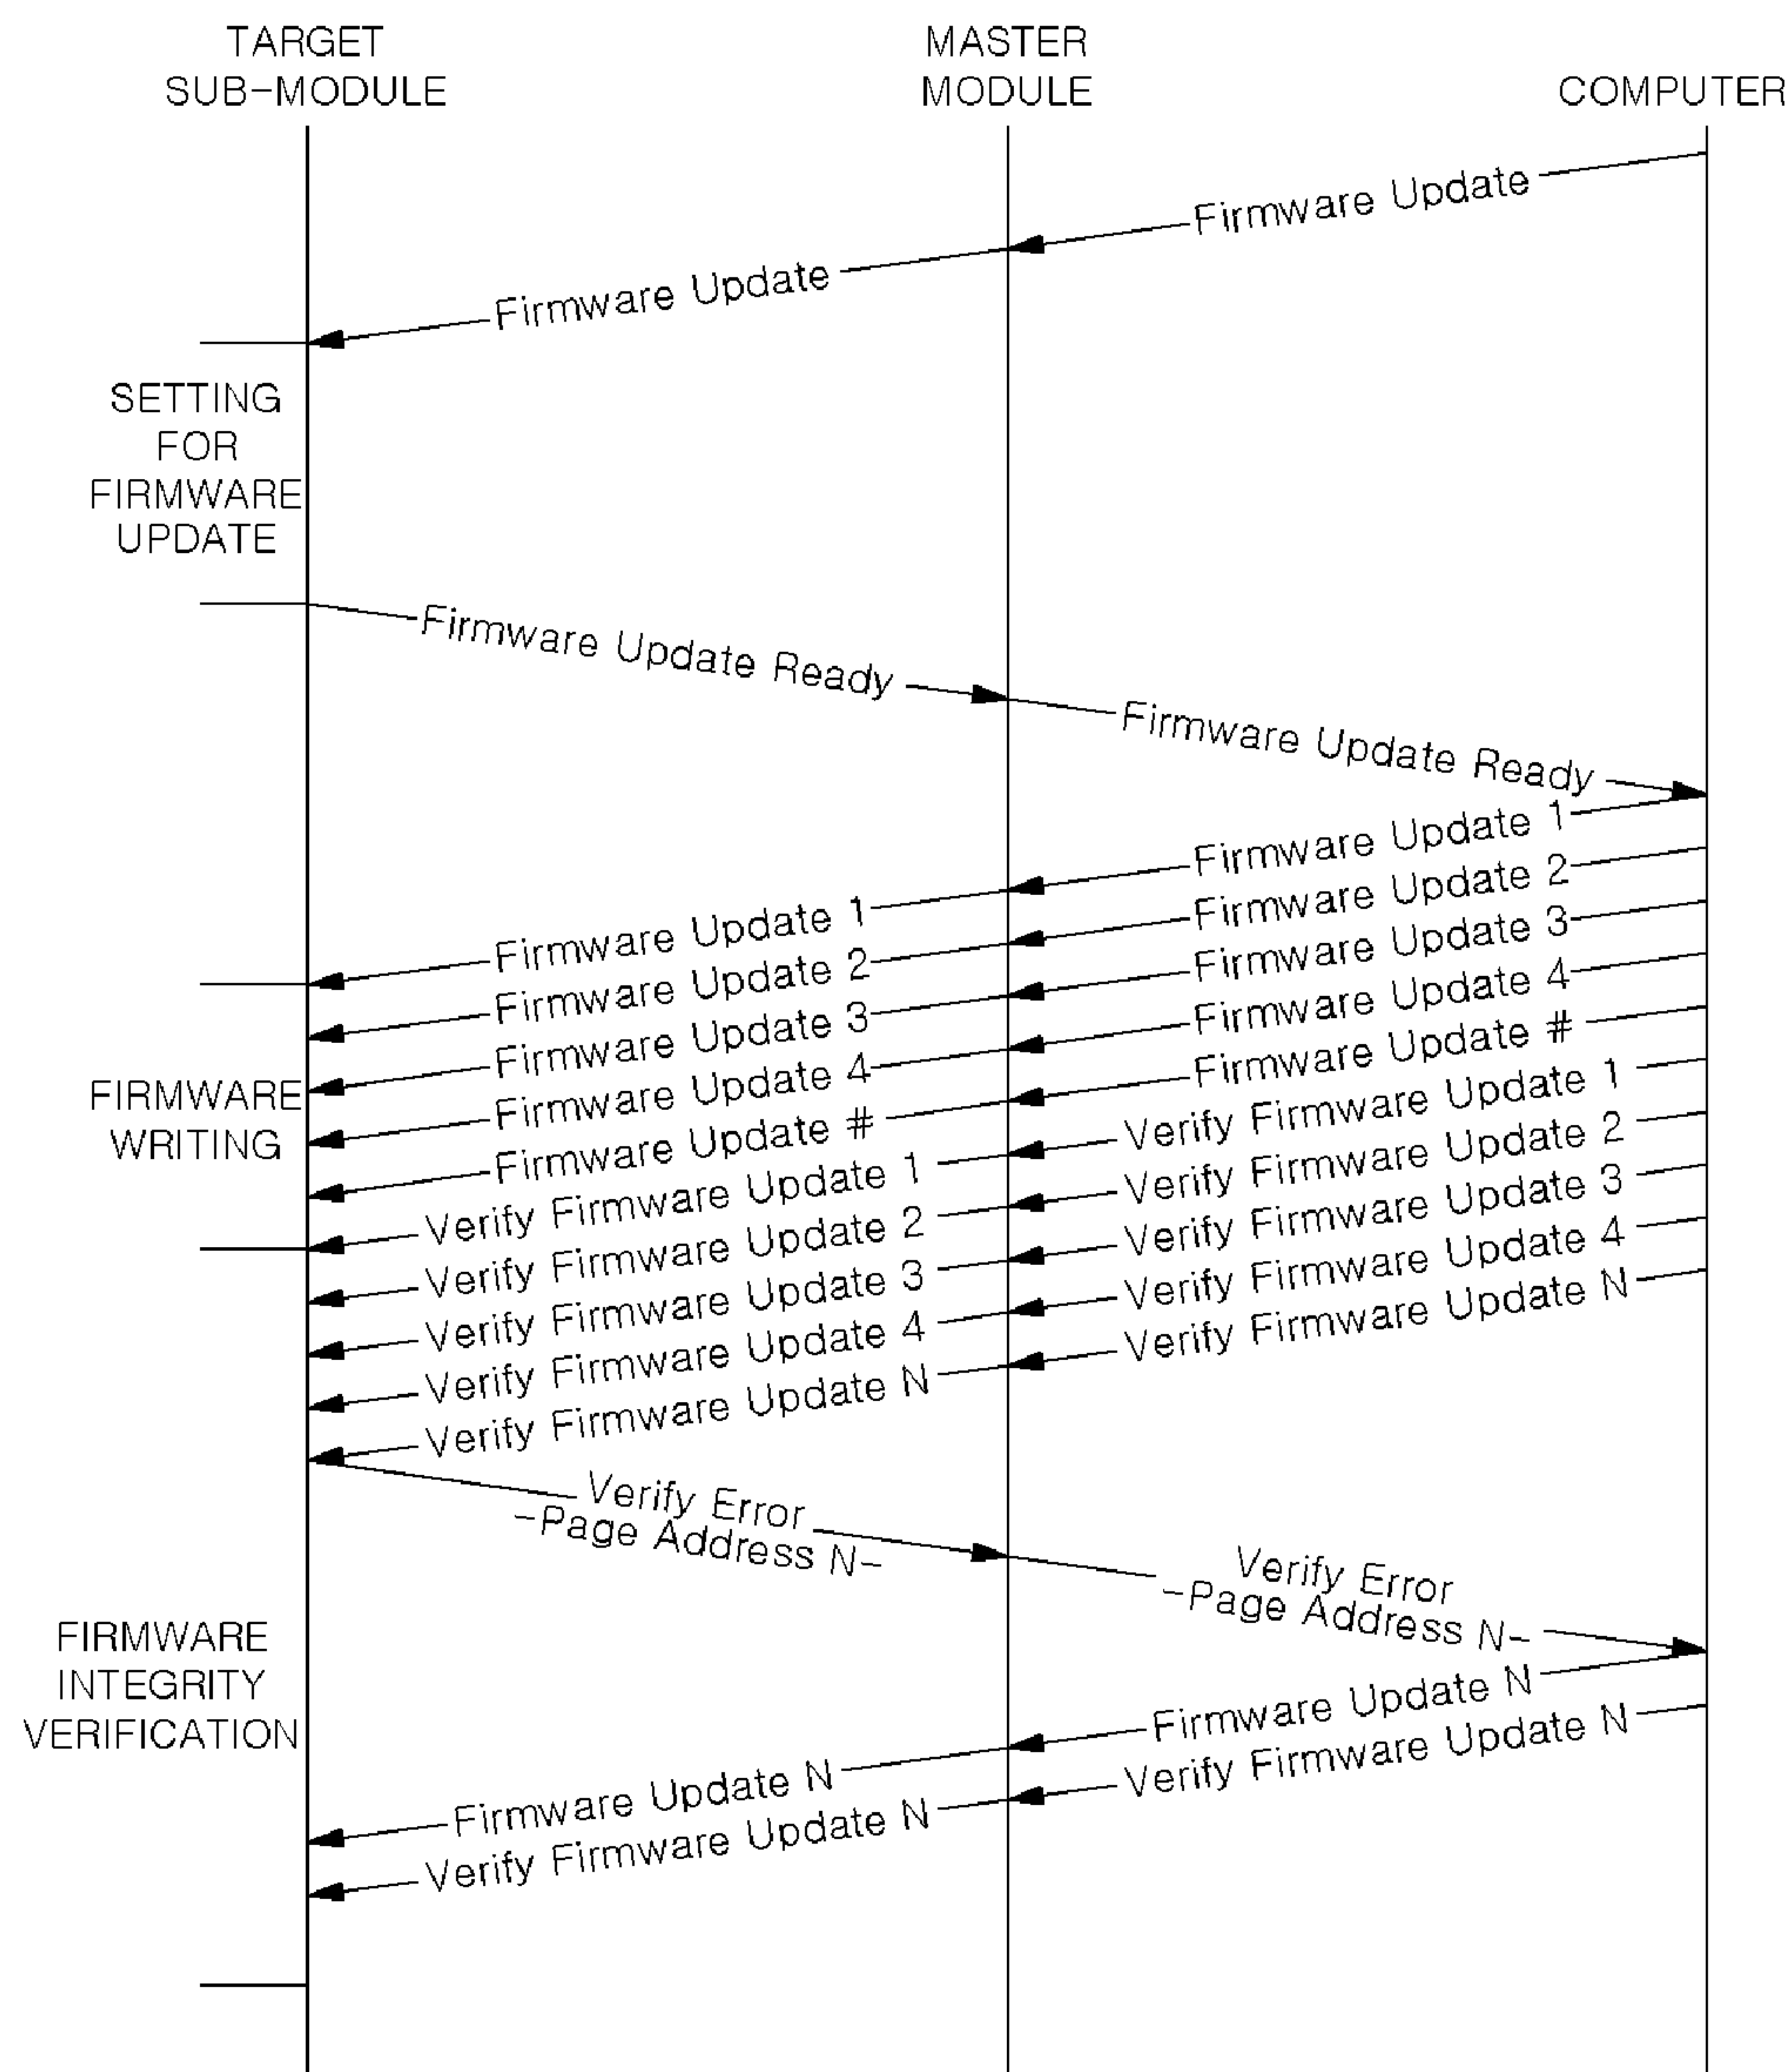 TARGET
SUB-MODULE
MASTER
MODULE
COMPUTER
Firmware Update
Firmware Update
SETTING
FOR
FIRMWARE
UPDATE
Firmware Update Ready
Firmware Update Ready
Firmware Update 1
Firmware Update 2
Firmware Update 3
Firmware Update 4
Firmware Update #
Verify Firmware Update 1
Verify Firmware Update 2
Verify Firmware Update 3
Verify Firmware Update 4
Verify Firmware Update N
Firmware Update 1
Firmware Update 2
Firmware Update 3
Firmware Update 4
Firmware Update #
Verify Firmware Update 1
Verify Firmware Update 2
Verify Firmware Update 3
Verify Firmware Update 4
Verify Firmware Update N
FIRMWARE
WRITING
Verify Error
-Page Address N-
Verify Error
-Page Address N-
FIRMWARE
INTEGRITY
VERIFICATION
Firmware Update N
Verify Firmware Update N
Firmware Update N
Verify Firmware Update N